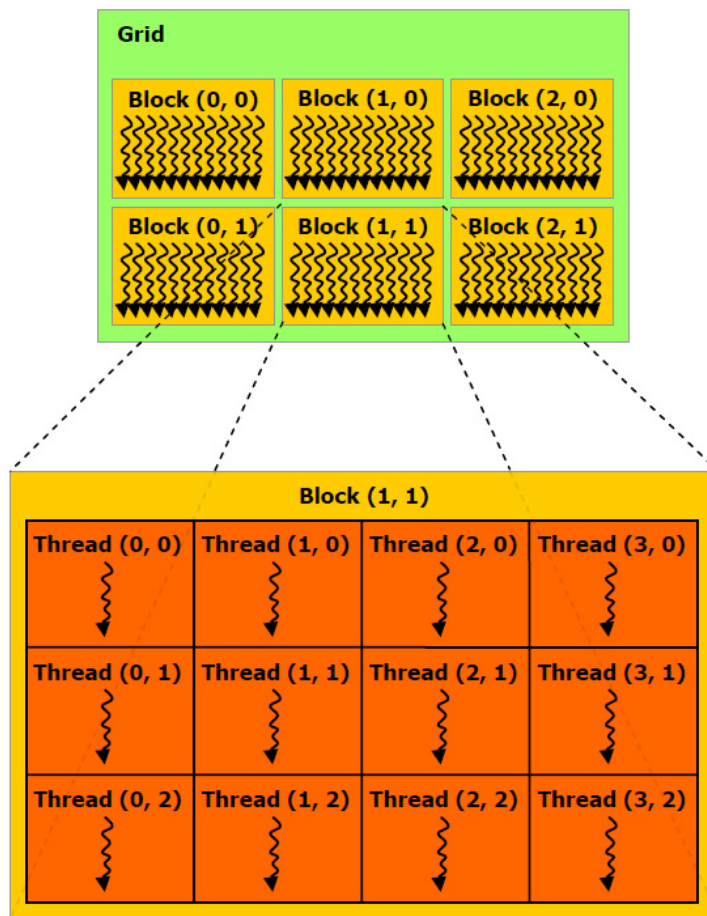 Grid
Block (0, 0) Block (1, 0) Block (2, 0)
Block (0, 1) Block (1, 1) Block (2, 1)
Block (1, 1)
Thread (0, 0) Thread (1, 0) Thread (2, 0) Thread (3, 0)
Thread (0, 1) Thread (1, 1) Thread (2, 1) Thread (3, 1)
Thread (0, 2) Thread (1, 2) Thread (2, 2) Thread (3, 2)